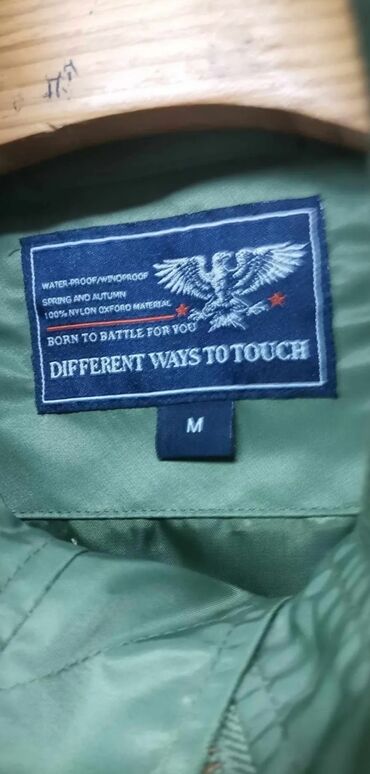 WATER-PROOF/WINDPROOF
SPRING AND AUTUMN
100% NYLON OXFORD MATERIAL
BORN TO BATTLE FOR YOU
DIFFERENT WAYS TO TOUCH
M